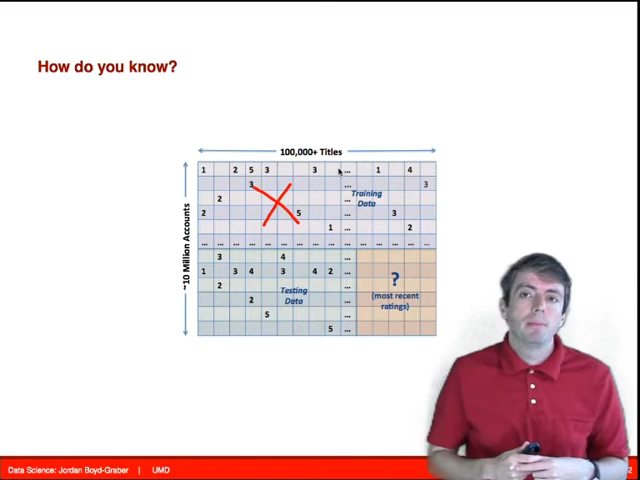 How do you know?
100,000+ Titles
~10 Million Accounts
1 2 5 3 3 ... 1 4
3 ... 3
2 ... Training
Data
2 5 ... 3
1 ... 2
... ... ... ... ... ... ... ... ... ... ... ... ... ... ...
3 4 ...
1 3 4 3 4 2 ...
2 ...
2 ...
5 ...
5 ...
Testing
Data
?
(most recent
ratings)
Data Science: Jordan Boyd-Graber | UMD
2